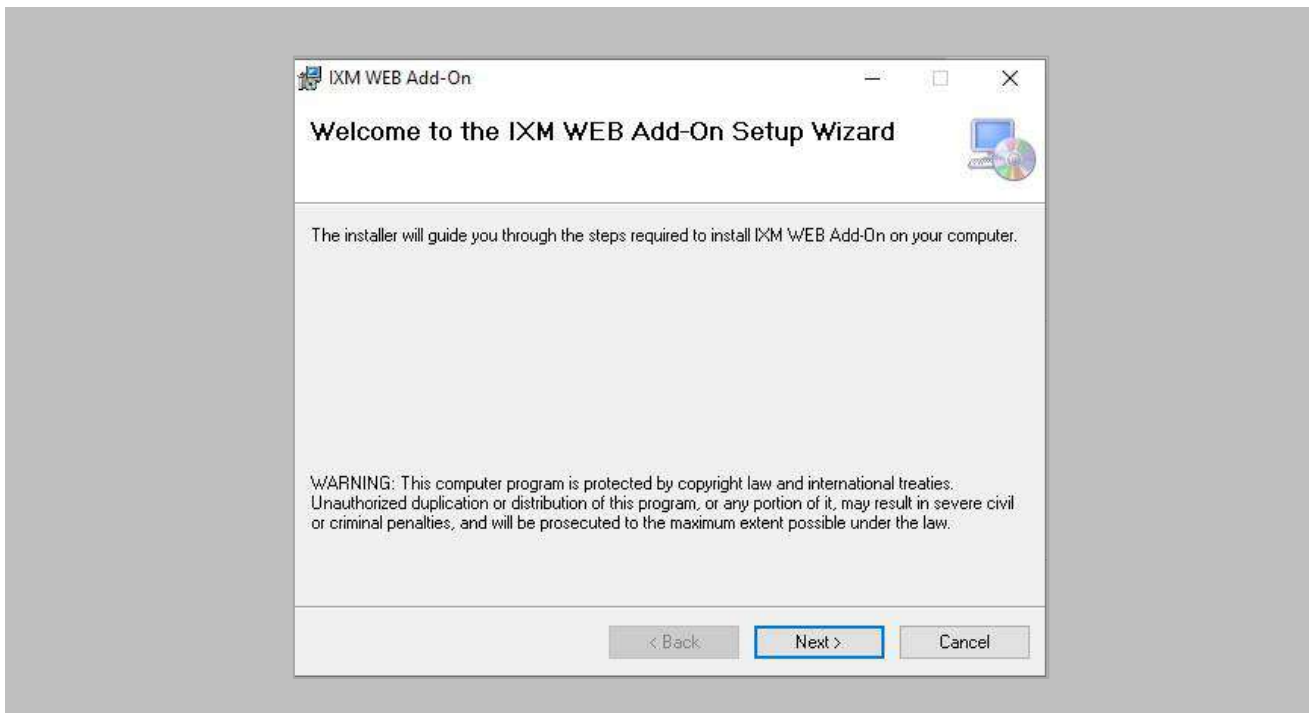 IXM WEB Add-On
Welcome to the IXM WEB Add-On Setup Wizard
The installer will guide you through the steps required to install IXM WEB Add-On on your computer.
WARNING: This computer program is protected by copyright law and international treaties.
Unauthorized duplication or distribution of this program, or any portion of it, may result in severe civil
or criminal penalties, and will be prosecuted to the maximum extent possible under the law.
< Back
Next >
Cancel